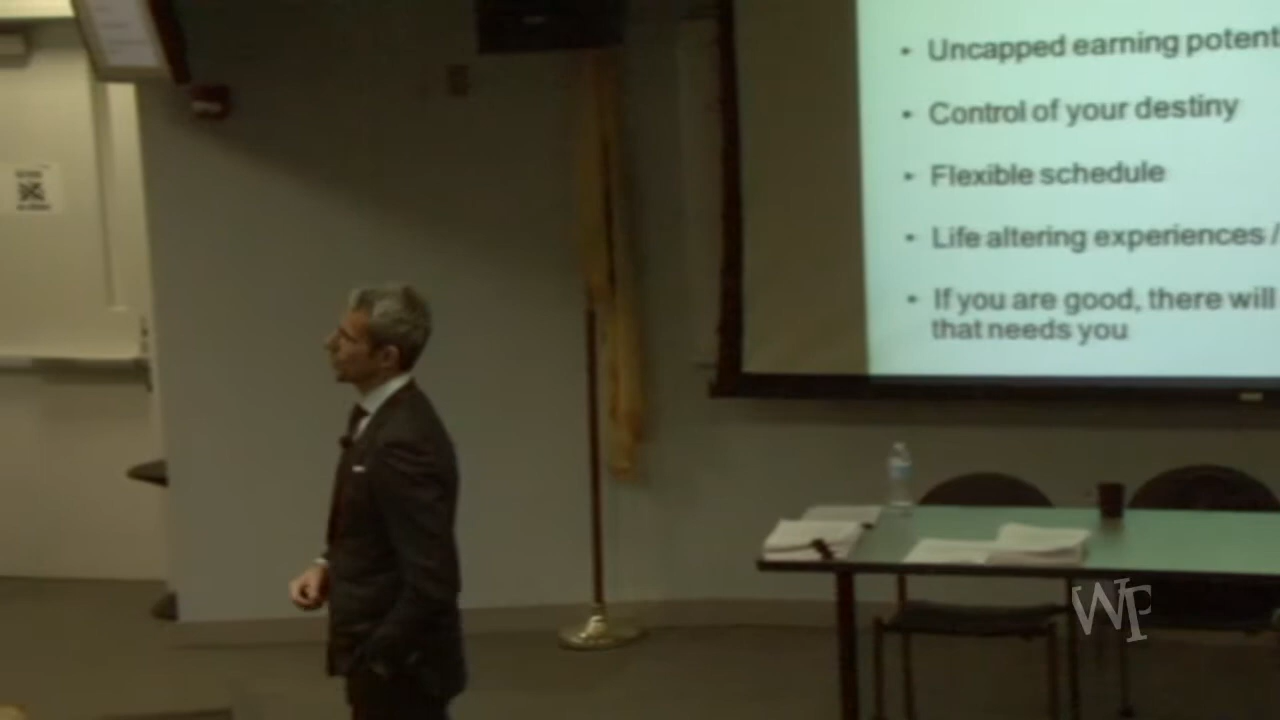 • Uncapped earning potent
• Control of your destiny
• Flexible schedule
• Life altering experiences /
• If you are good, there will
that needs you
WP